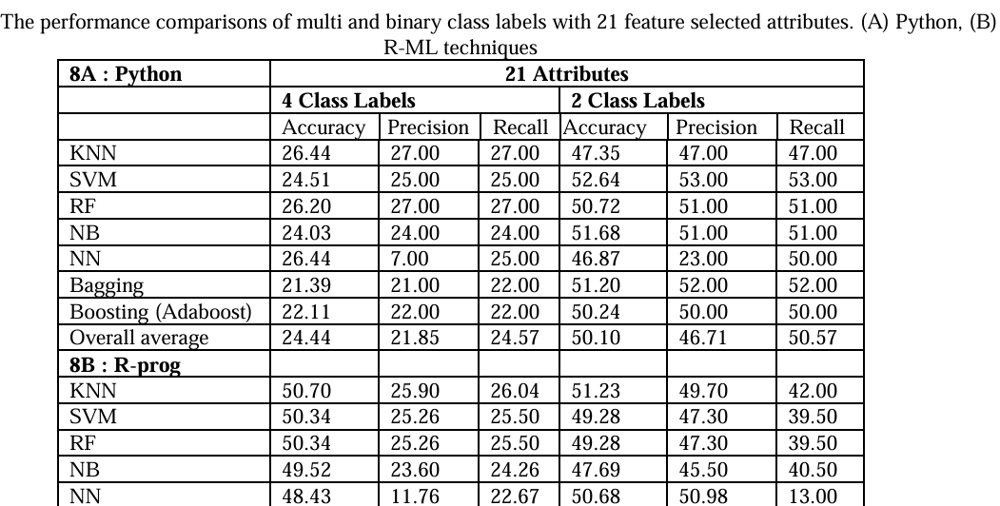 The performance comparisons of multi and binary class labels with 21 feature selected attributes. (A) Python, (B)
R-ML techniques
8A : Python 21 Attributes
4 Class Labels 2 Class Labels
Accuracy Precision Recall Accuracy Precision Recall
KNN 26.44 27.00 27.00 47.35 47.00 47.00
SVM 24.51 25.00 25.00 52.64 53.00 53.00
RF 26.20 27.00 27.00 50.72 51.00 51.00
NB 24.03 24.00 24.00 51.68 51.00 51.00
NN 26.44 7.00 25.00 46.87 23.00 50.00
Bagging 21.39 21.00 22.00 51.20 52.00 52.00
Boosting (Adaboost) 22.11 22.00 22.00 50.24 50.00 50.00
Overall average 24.44 21.85 24.57 50.10 46.71 50.57
8B : R-prog
KNN 50.70 25.90 26.04 51.23 49.70 42.00
SVM 50.34 25.26 25.50 49.28 47.30 39.50
RF 50.34 25.26 25.50 49.28 47.30 39.50
NB 49.52 23.60 24.26 47.69 45.50 40.50
NN 48.43 11.76 22.67 50.68 50.98 13.00